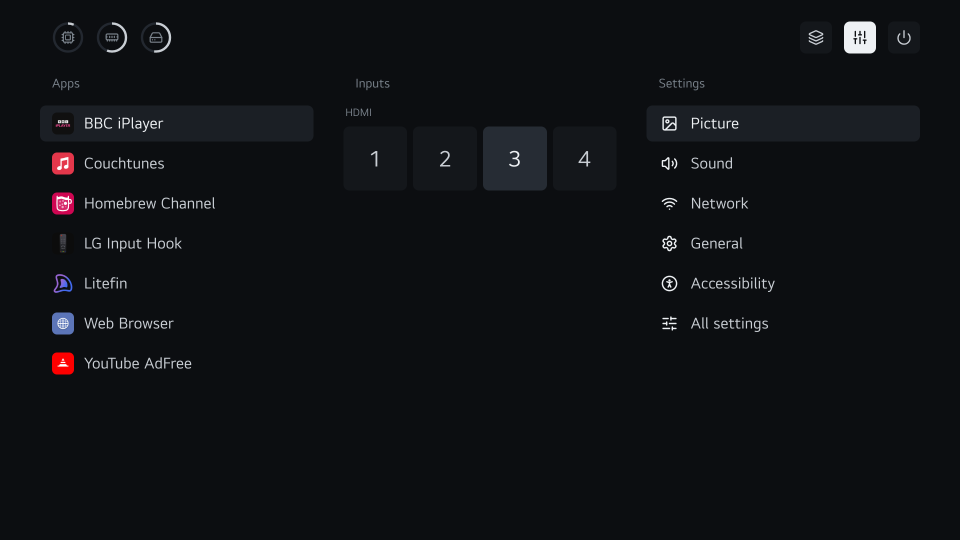 Apps
BBC iPlayer
Couchtunes
Homebrew Channel
LG Input Hook
Litefin
Web Browser
YouTube AdFree
Inputs
HDMI
1 2 3 4
Settings
Picture
Sound
Network
General
Accessibility
All settings